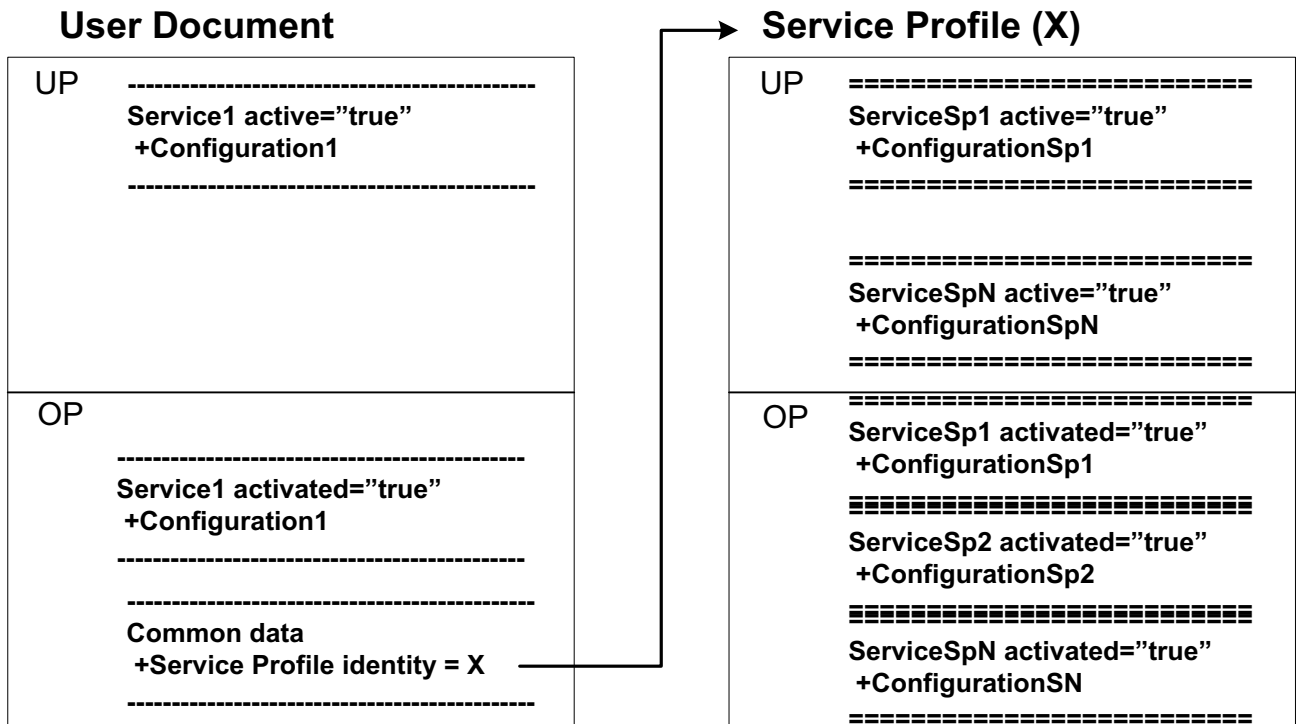 User Document
UP
---------------------------------------------
Service1 active=”true”
+Configuration1
---------------------------------------------
OP
---------------------------------------------
Service1 activated=”true”
+Configuration1
---------------------------------------------
---------------------------------------------
Common data
+Service Profile identity = X
---------------------------------------------
Service Profile (X)
UP
==========================
ServiceSp1 active=”true”
+ConfigurationSp1
==========================
==========================
ServiceSpN active=”true”
+ConfigurationSpN
==========================
OP
==========================
ServiceSp1 activated=”true”
+ConfigurationSp1
==========================
==========================
ServiceSp2 activated=”true”
+ConfigurationSp2
==========================
==========================
ServiceSpN activated=”true”
+ConfigurationSN
==========================